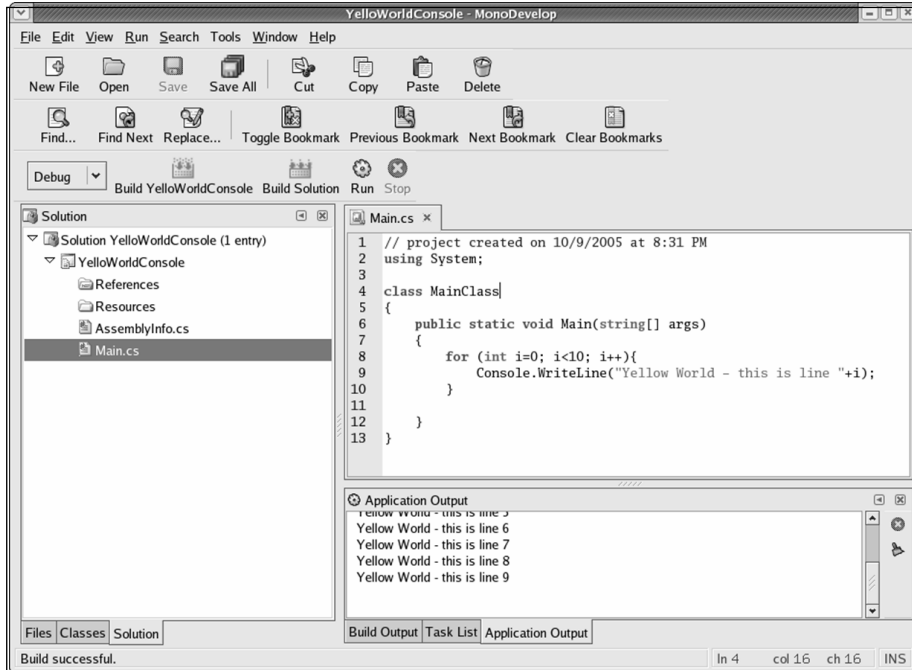 YelloWorldConsole - MonoDevelop
File Edit View Run Search Tools Window Help
New File Open Save Save All Cut Copy Paste Delete
Find... Find Next Replace... Toggle Bookmark Previous Bookmark Next Bookmark Clear Bookmarks
Debug Build YelloWorldConsole Build Solution Run Stop
Solution
Solution YelloWorldConsole (1 entry)
YelloWorldConsole
References
Resources
AssemblyInfo.cs
Main.cs
Files Classes Solution
Main.cs ×
1 // project created on 10/9/2005 at 8:31 PM
2 using System;
3
4 class MainClass
5 {
6 public static void Main(string[] args)
7 {
8 for (int i=0; i<10; i++){
9 Console.WriteLine("Yellow World - this is line "+i);
10 }
11
12 }
13 }
Application Output
Yellow World - this is line 5
Yellow World - this is line 6
Yellow World - this is line 7
Yellow World - this is line 8
Yellow World - this is line 9
Build Output Task List Application Output
Build successful. ln 4 col 16 ch 16 INS